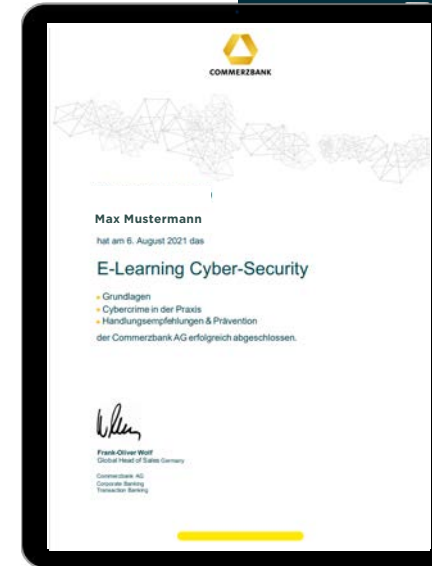 COMMERZBANK
Max Mustermann
hat am 6. August 2021 das
E-Learning Cyber-Security
Grundlagen
Cybercrime in der Praxis
Handlungsempfehlungen & Prävention
der Commerzbank AG erfolgreich abgeschlossen.
Frank-Oliver Wolf
Global Head of Sales Germany
Commerzbank AG
Corporate Banking
Transaction Banking